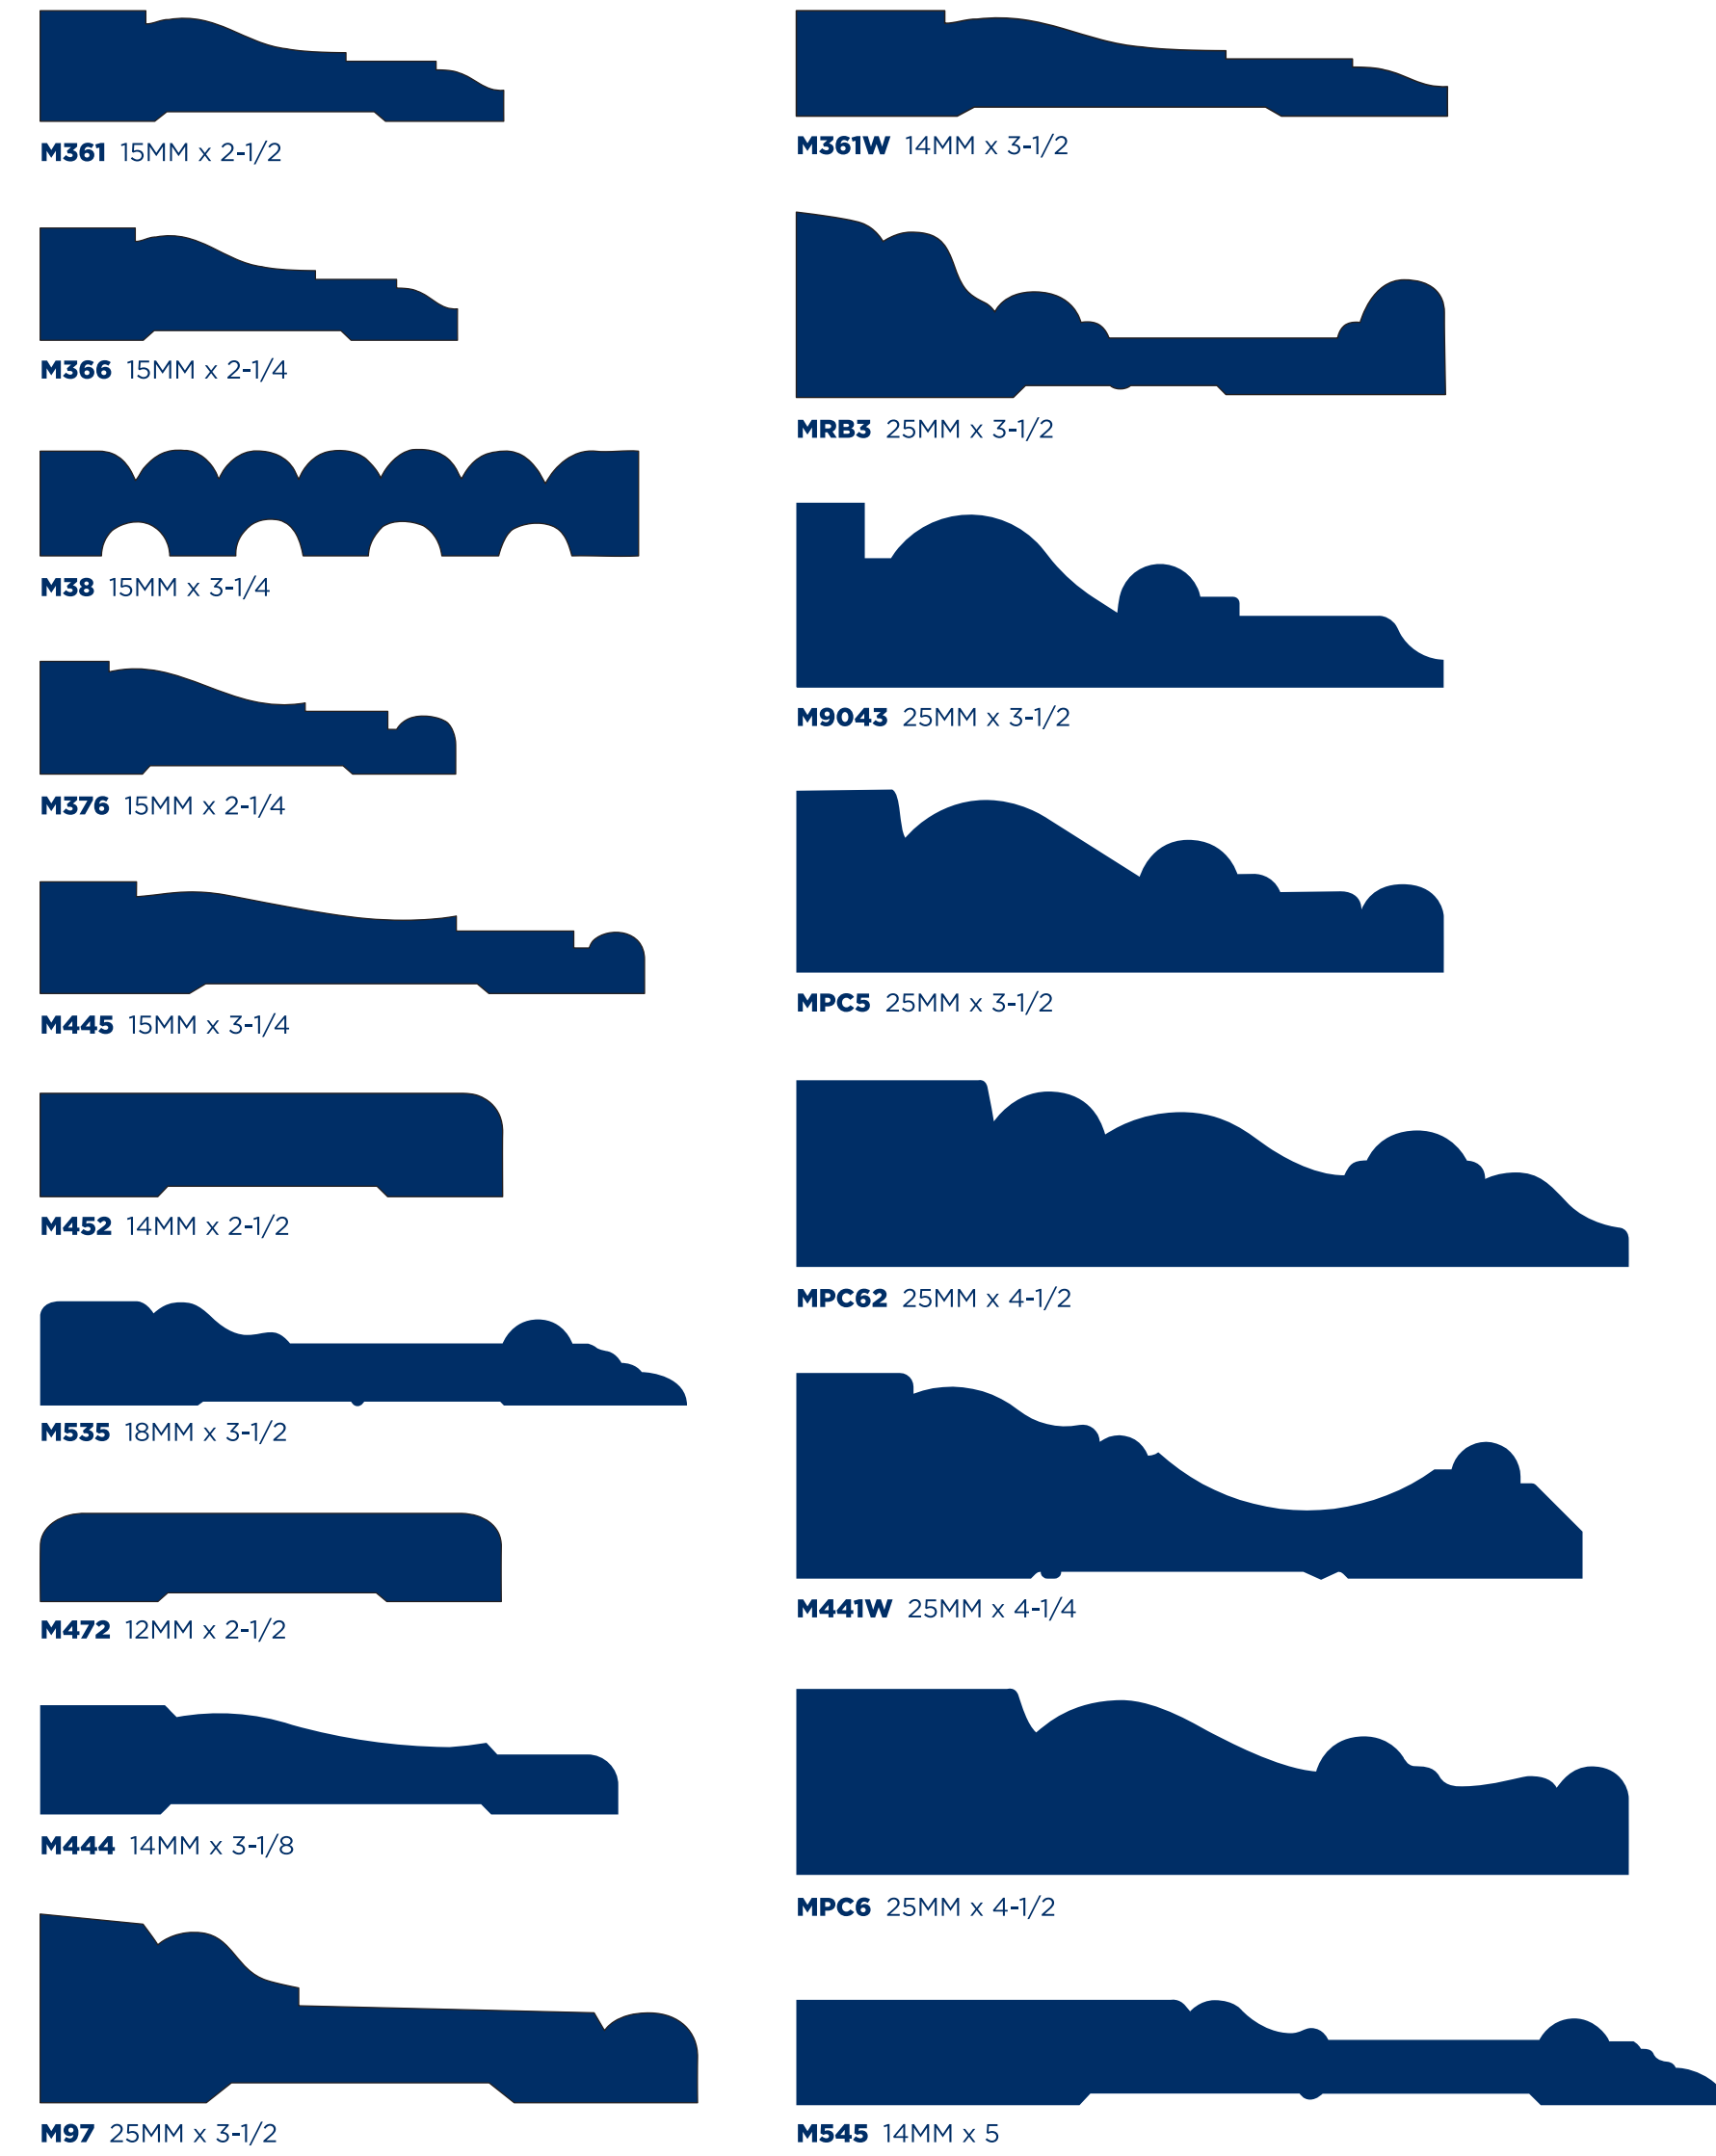 M361 15MM x 2-1/2
M366 15MM x 2-1/4
M38 15MM x 3-1/4
M376 15MM x 2-1/4
M445 15MM x 3-1/4
M452 14MM x 2-1/2
M535 18MM x 3-1/2
M472 12MM x 2-1/2
M444 14MM x 3-1/8
M97 25MM x 3-1/2
M361W 14MM x 3-1/2
MRB3 25MM x 3-1/2
M9043 25MM x 3-1/2
MPC5 25MM x 3-1/2
MPC62 25MM x 4-1/2
M441W 25MM x 4-1/4
MPC6 25MM x 4-1/2
M545 14MM x 5